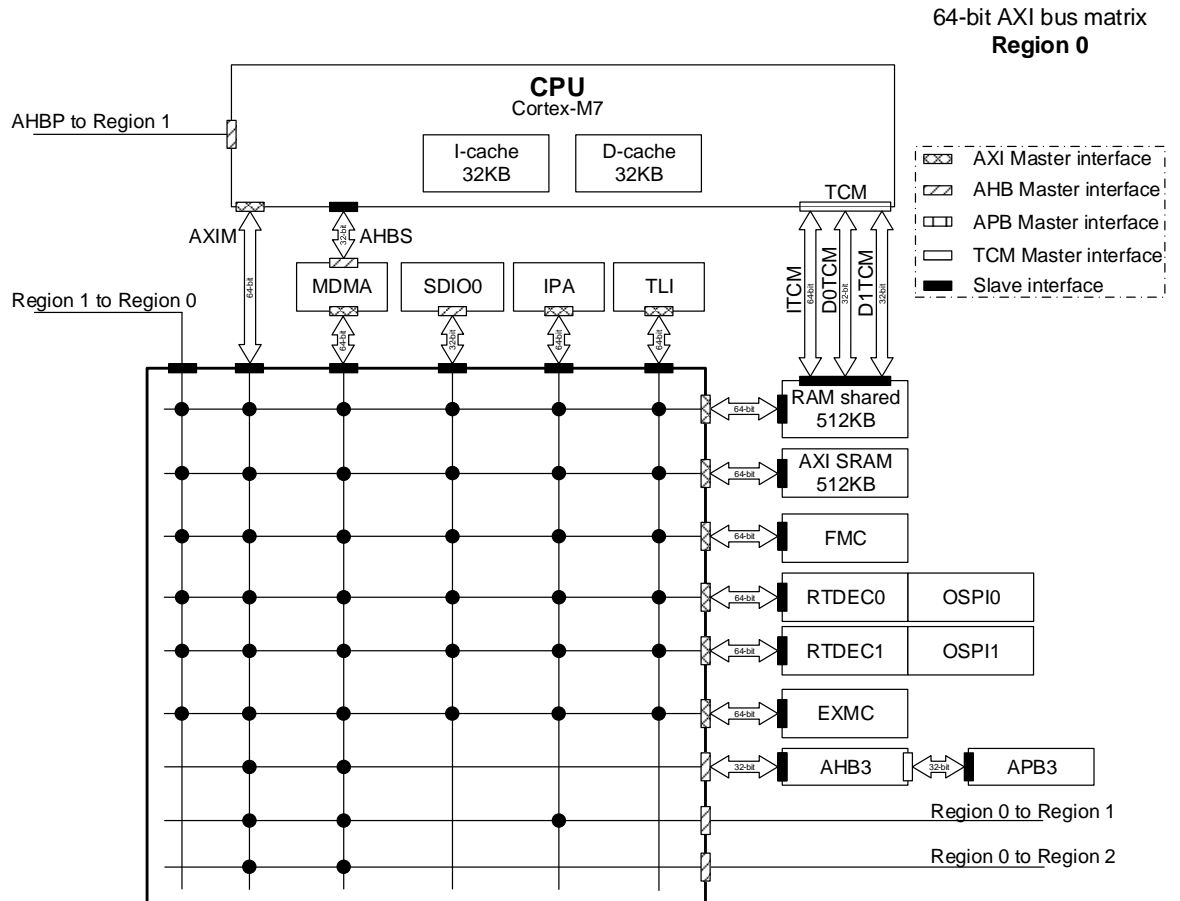 64-bit AXI bus matrix
Region 0
CPU
Cortex-M7
AHBP to Region 1
I-cache
32KB
D-cache
32KB
AXI Master interface
AHB Master interface
APB Master interface
TCM Master interface
Slave interface
TCM
AXIM
64-bit
32-bit
AHBS
ITCM
64-bit
D0TCM
32-bit
D1TCM
32-bit
MDMA
SDIO0
IPA
TLI
Region 1 to Region 0
64-bit
32-bit
64-bit
64-bit
64-bit
RAM shared
512KB
64-bit
AXI SRAM
512KB
64-bit
FMC
64-bit
RTDEC0
OSPI0
64-bit
RTDEC1
OSPI1
64-bit
EXMC
32-bit
AHB3
32-bit
APB3
Region 0 to Region 1
Region 0 to Region 2